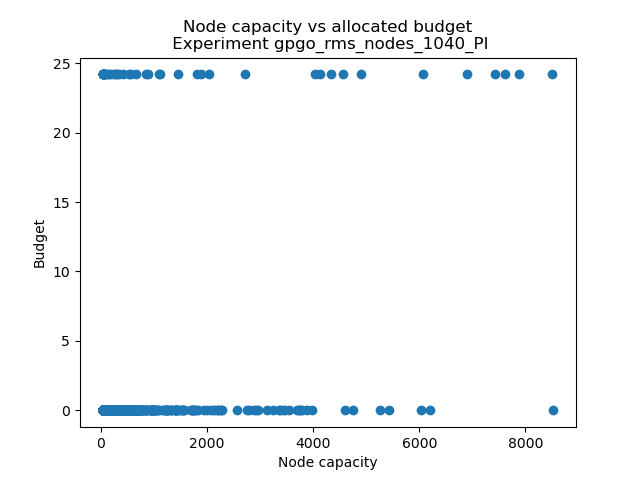 Node capacity vs allocated budget
Experiment gpgo_rms_nodes_1040_PI
25
20
15
10
5
0
Budget
0 2000 4000 6000 8000
Node capacity